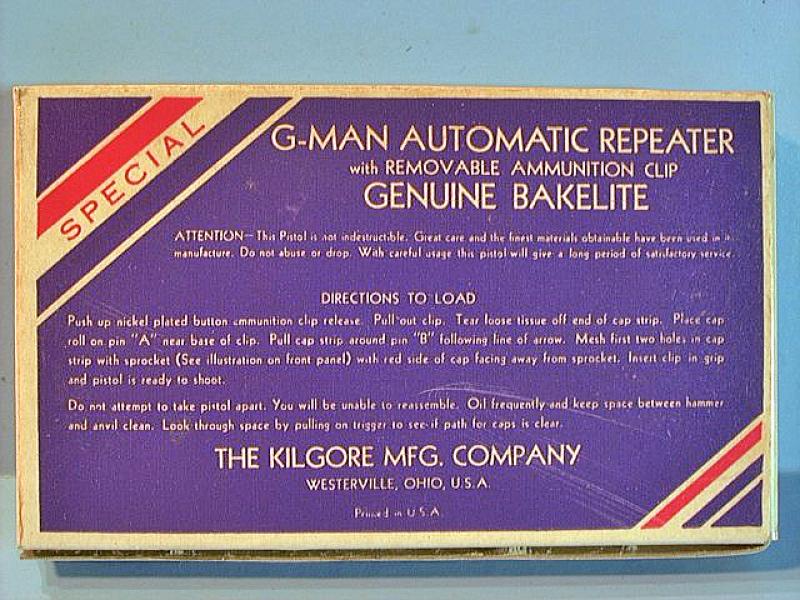 SPECIAL
G-MAN AUTOMATIC REPEATER
with REMOVABLE AMMUNITION CLIP
GENUINE BAKELITE
ATTENTION—This Pistol is not indestructible. Great care and the finest materials obtainable have been used in
manufacture. Do not abuse or drop. With careful usage this pistol will give a long period of satisfactory service.
DIRECTIONS TO LOAD
Push up nickel plated button ammunition clip release. Pull out clip. Tear loose tissue off end of cap strip. Place cap
roll on pin "A" near base of clip. Pull cap strip around pin "B" following line of arrow. Mesh first two holes in cap
strip with sprocket (See illustration on front panel) with red side of cap facing away from sprocket. Insert clip in grip
and pistol is ready to shoot.
Do not attempt to take pistol apart. You will be unable to reassemble. Oil frequently and keep space between hammer
and anvil clean. Look through space by pulling on trigger to see if path for caps is clear.
THE KILGORE MFG. COMPANY
WESTERVILLE, OHIO, U.S.A.
Printed in U.S.A.